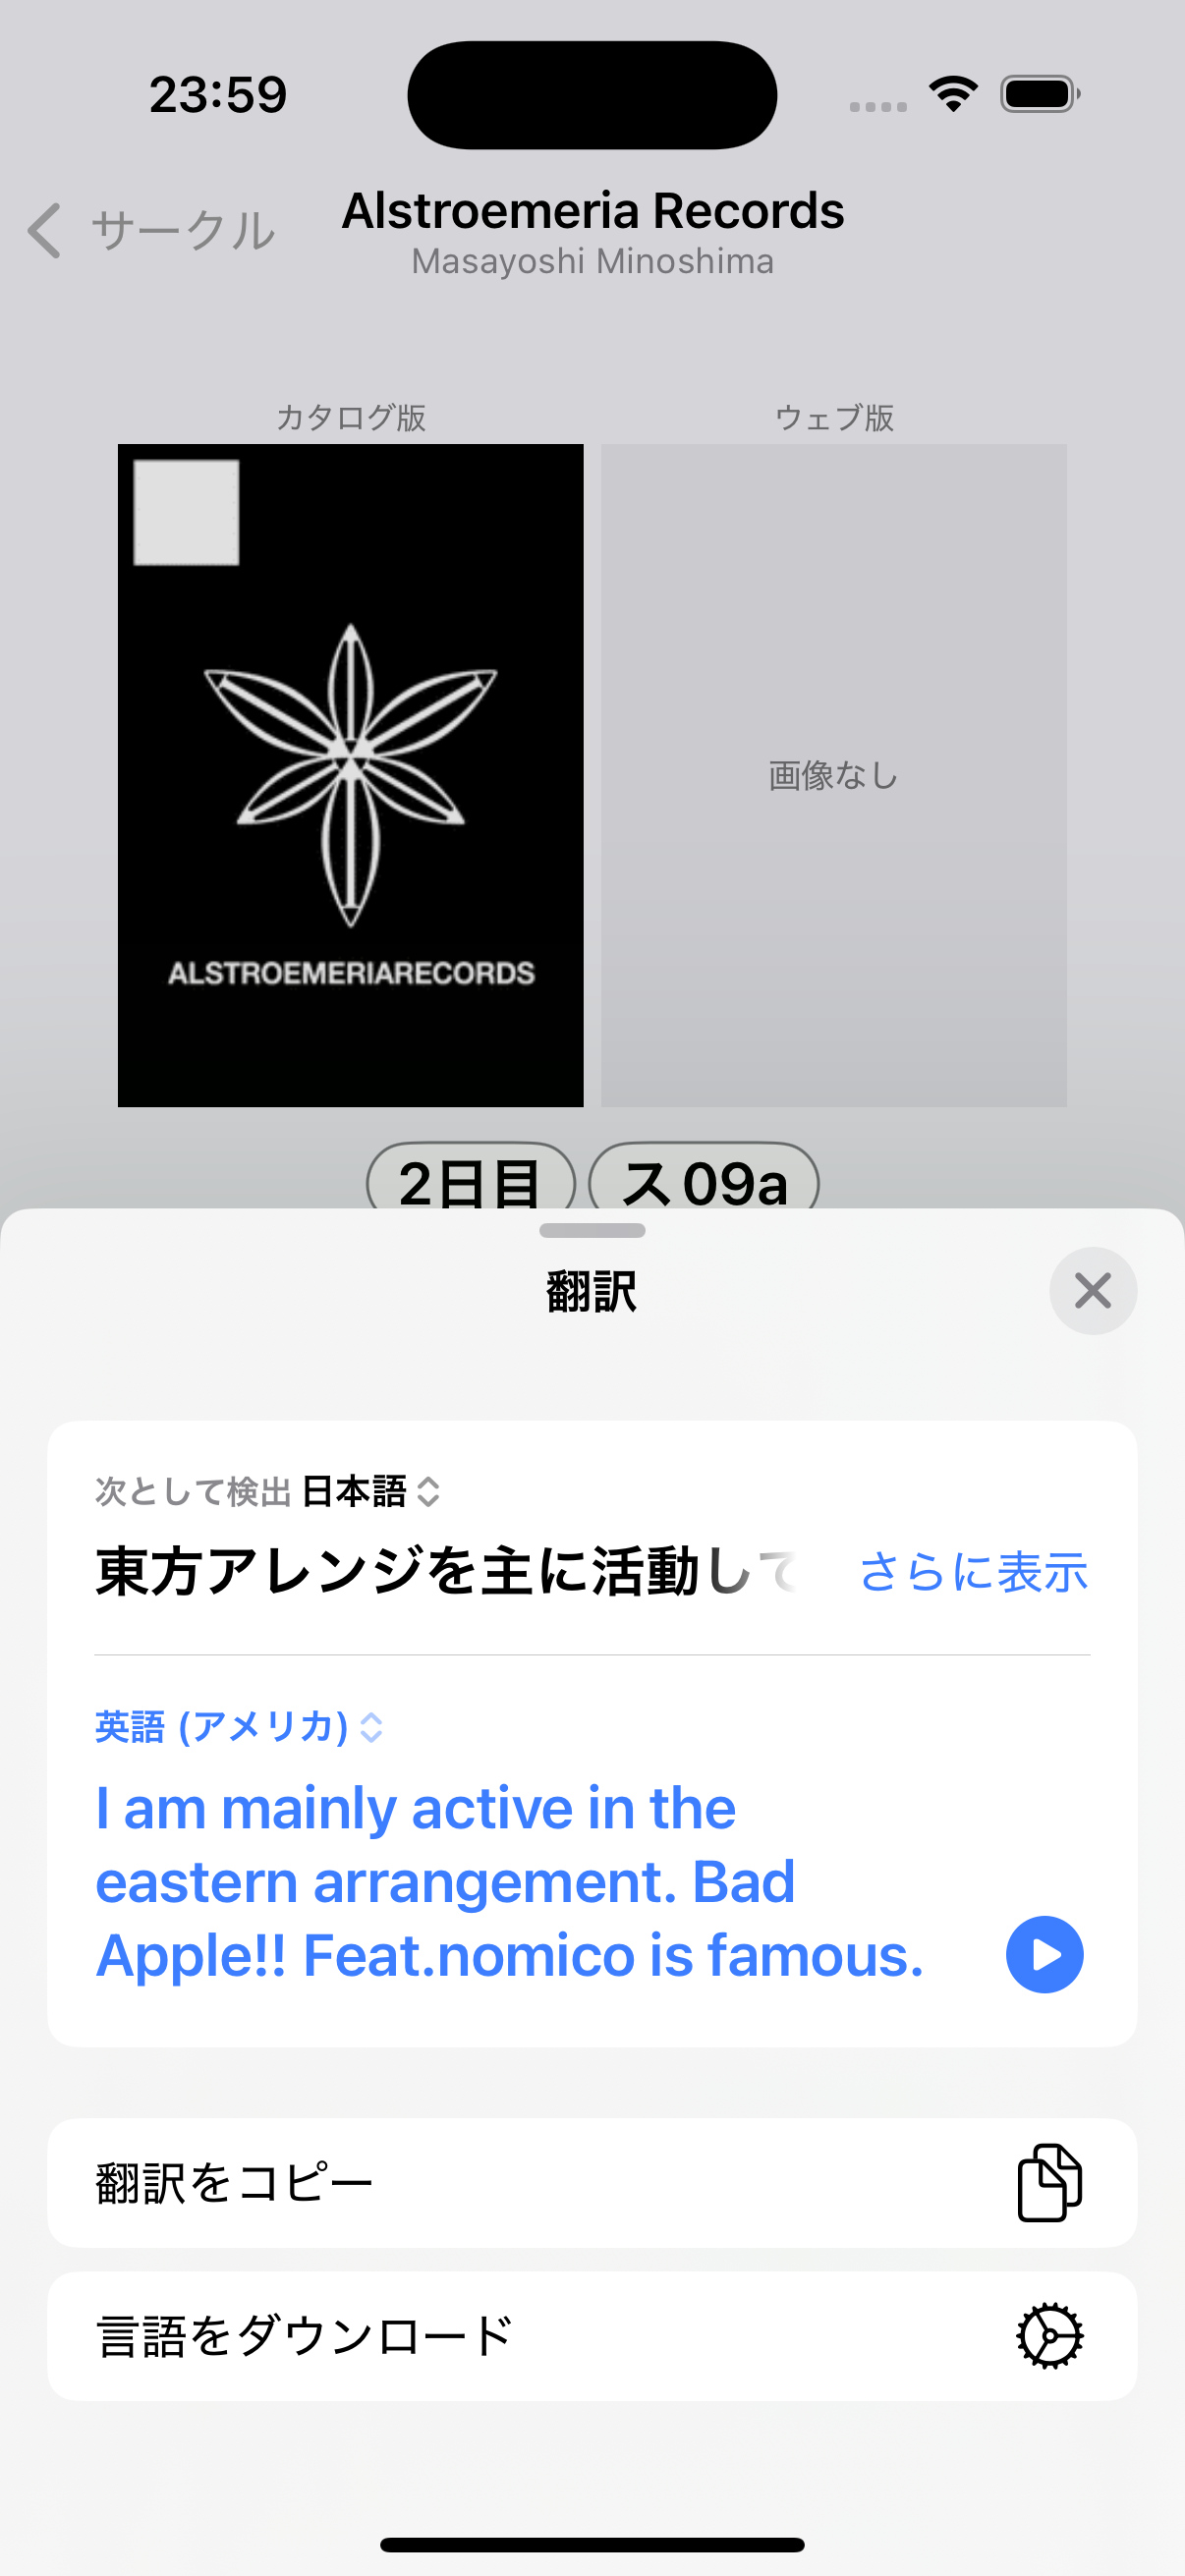 23:59
サークル
Alstroemeria Records
Masayoshi Minoshima
カタログ版
ウェブ版
ALSTROEMERIARECORDS
画像なし
2日目
ス09a
翻訳
次として検出 日本語
東方アレンジを主に活動して
さらに表示
英語 (アメリカ)
I am mainly active in the
eastern arrangement. Bad
Apple!! Feat.nomico is famous.
翻訳をコピー
言語をダウンロード